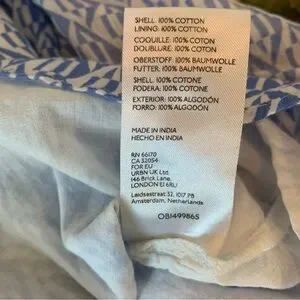 SHELL: 100% COTTON
LINING: 100% COTTON
COQUILLE: 100% COTON
DOUBLURE: 100% COTON
OBERSTOFF: 100% BAUMWOLLE
FUTTER: 100% BAUMWOLLE
SHELL: 100% COTONE
FODERA: 100% COTONE
EXTERIOR: 100% ALGODÓN
FORRO: 100% ALGODÓN
MADE IN INDIA
HECHO EN INDIA
RN 66170
CA 32054
FOR EU
URBN UK Ltd.
146 Brick Lane,
LONDON E1 6RU
Leidsestraat 32, 1017 PB
Amsterdam, Netherlands
OBI499865